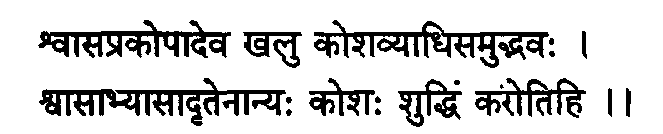 श्वासप्रकोपादेव खलु कोशव्याधिसमुद्भवः ।
श्वासाभ्यासादृतेनान्यः कोशः शुद्धिं करोतिहि ।।